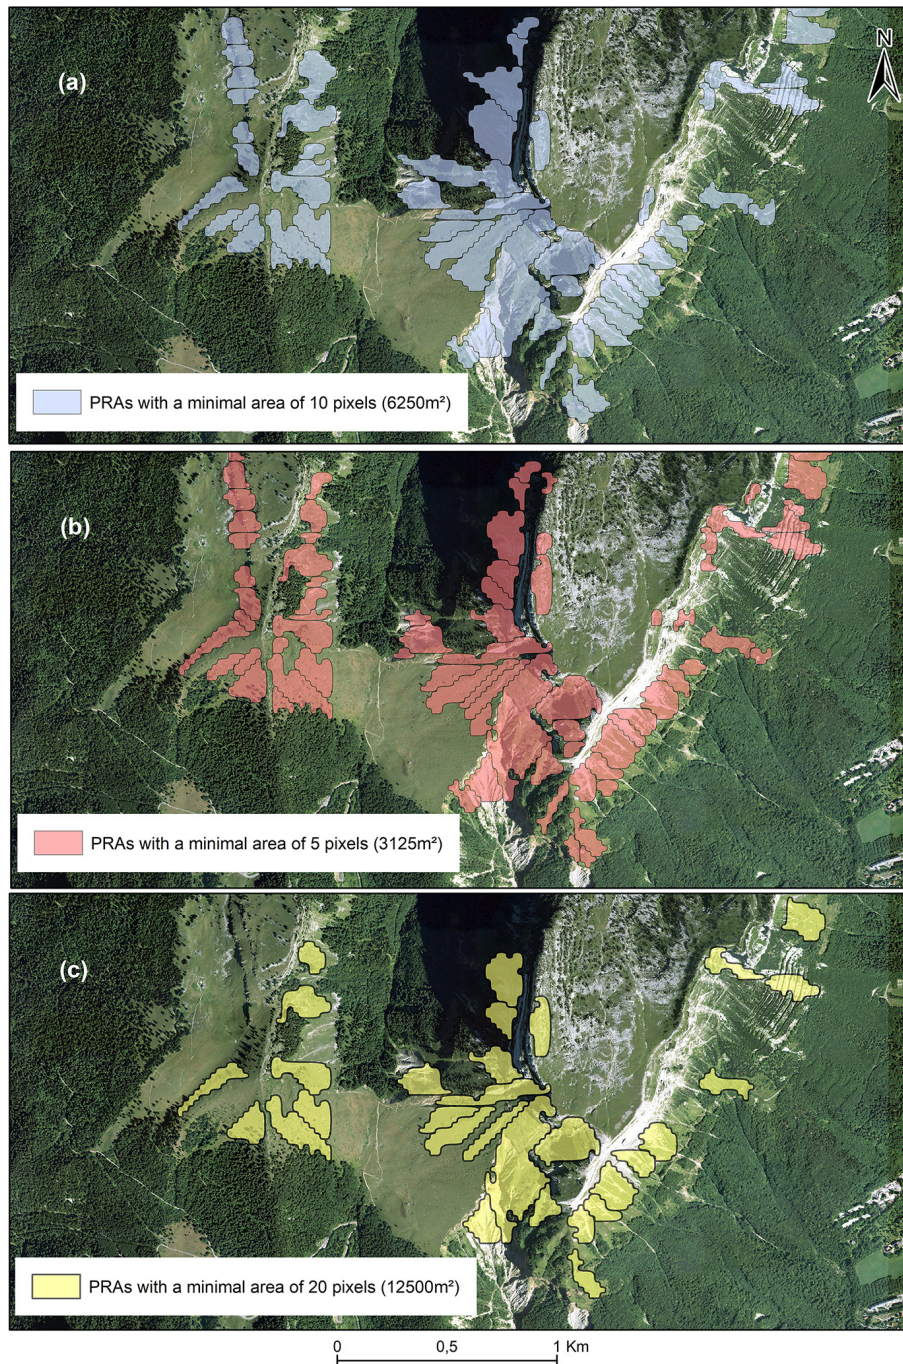 (a)
N
PRAs with a minimal area of 10 pixels (6250m²)
(b)
PRAs with a minimal area of 5 pixels (3125m²)
(c)
PRAs with a minimal area of 20 pixels (12500m²)
0 0,5 1 Km